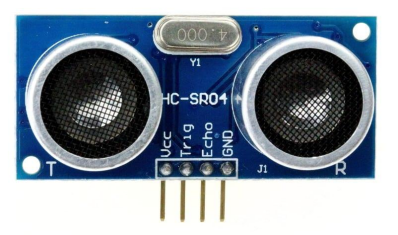 4.000
Y1
HC-SR04
Vcc
Trig
Echo
GND
T
J1
R